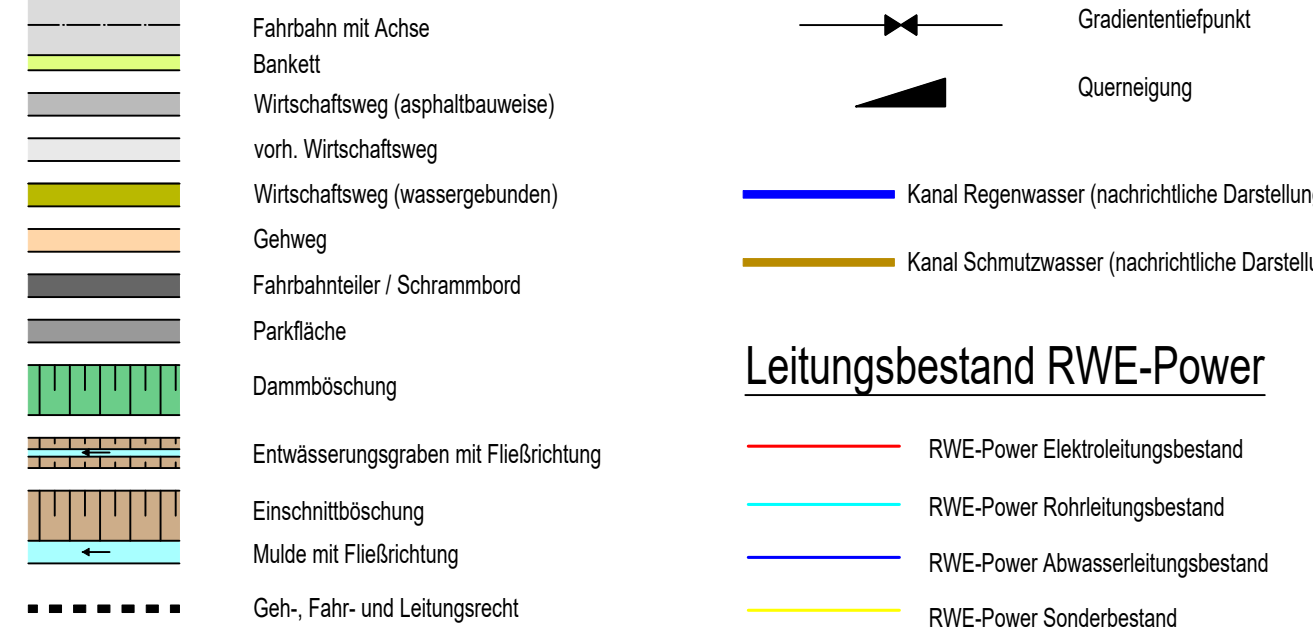 Fahrbahn mit Achse
Bankett
Wirtschaftsweg (asphaltbauweise)
vorh. Wirtschaftsweg
Wirtschaftsweg (wassergebunden)
Gehweg
Fahrbahnteiler / Schrammbord
Parkfläche
Dammböschung
Entwässerungsgraben mit Fließrichtung
Einschnittböschung
Mulde mit Fließrichtung
Geh-, Fahr- und Leitungsrecht
Gradiententiefpunkt
Querneigung
Kanal Regenwasser (nachrichtliche
Kanal Schmutzwasser (nachrichtliche
Leitungsbestand RWE-Power
RWE-Power Elektroleitungsbestand
RWE-Power Rohrleitungsbestand
RWE-Power Abwasserleitungsbestand
RWE-Power Sonderbestand